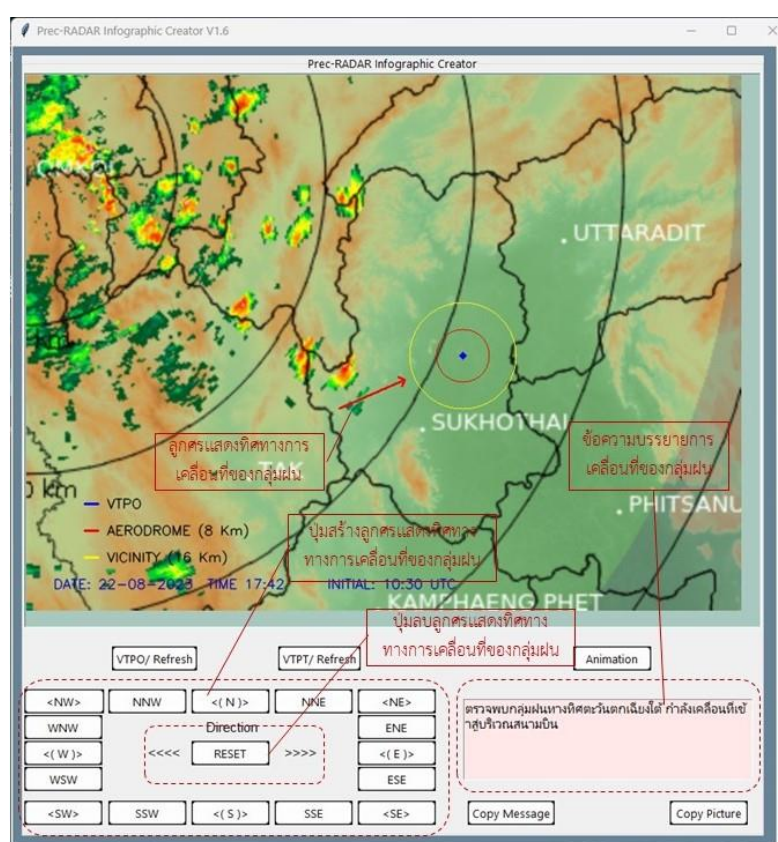 Prec-RADAR Infographic Creator V1.6
Prec-RADAR Infographic Creator
UTTARADIT
SUKHOTHAI
ลูกศรแสดงทิศทางการ
เคลื่อนที่ของกลุ่มฝน
ข้อความบรรยายการ
เคลื่อนที่ของกลุ่มฝน
TAK
km
VTPO
PHITSANU
AERODROME (8 Km)
ปุ่มสร้างลูกศรแสดงทิศทาง
ทางการเคลื่อนที่ของกลุ่มฝน
VICINITY (16 Km)
DATE: 22-08-2023 TIME 17:42 INITIAL: 10:30 UTC
KAMPHAENG PHET
ปุ่มลบลูกศรแสดงทิศทาง
ทางการเคลื่อนที่ของกลุ่มฝน
VTPO/ Refresh VTPT/ Refresh Animation
<NW> NNW <( N )> NNE <NE>
WNW Direction ENE
<( W )> <<<< RESET >>>> <( E )>
WSW ESE
<SW> SSW <( S )> SSE <SE>
ตรวจพบกลุ่มฝนทางทิศตะวันตกเฉียงใต้ กำลังเคลื่อนที่เข้
าสู่บริเวณสนามบิน
Copy Message Copy Picture